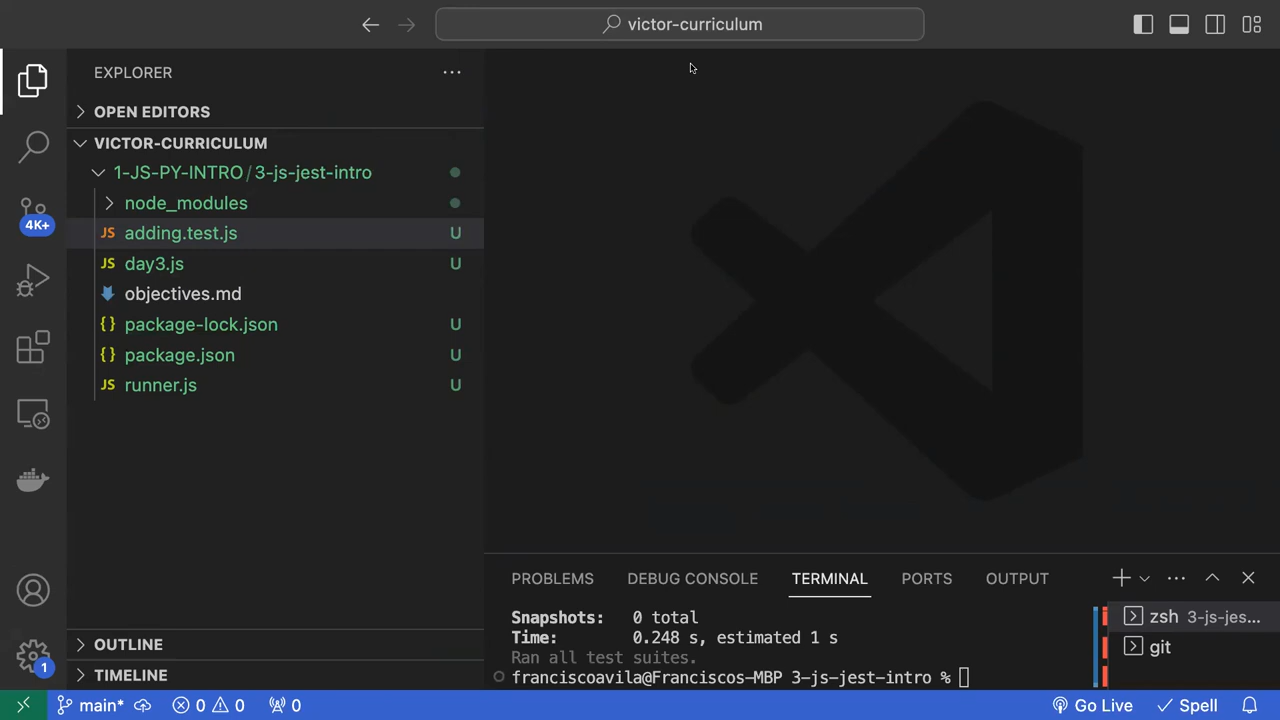 victor-curriculum
EXPLORER
OPEN EDITORS
VICTOR-CURRICULUM
1-JS-PY-INTRO / 3-js-jest-intro
node_modules
JS adding.test.js U
JS day3.js U
objectives.md
{} package-lock.json U
{} package.json U
JS runner.js U
4K+
OUTLINE
TIMELINE
1
PROBLEMS DEBUG CONSOLE TERMINAL PORTS OUTPUT
Snapshots: 0 total
Time: 0.248 s, estimated 1 s
Ran all test suites.
franciscoavila@Franciscos-MBP 3-js-jest-intro %
zsh 3-js-jes...
git
main* 0 0 0 Go Live Spell